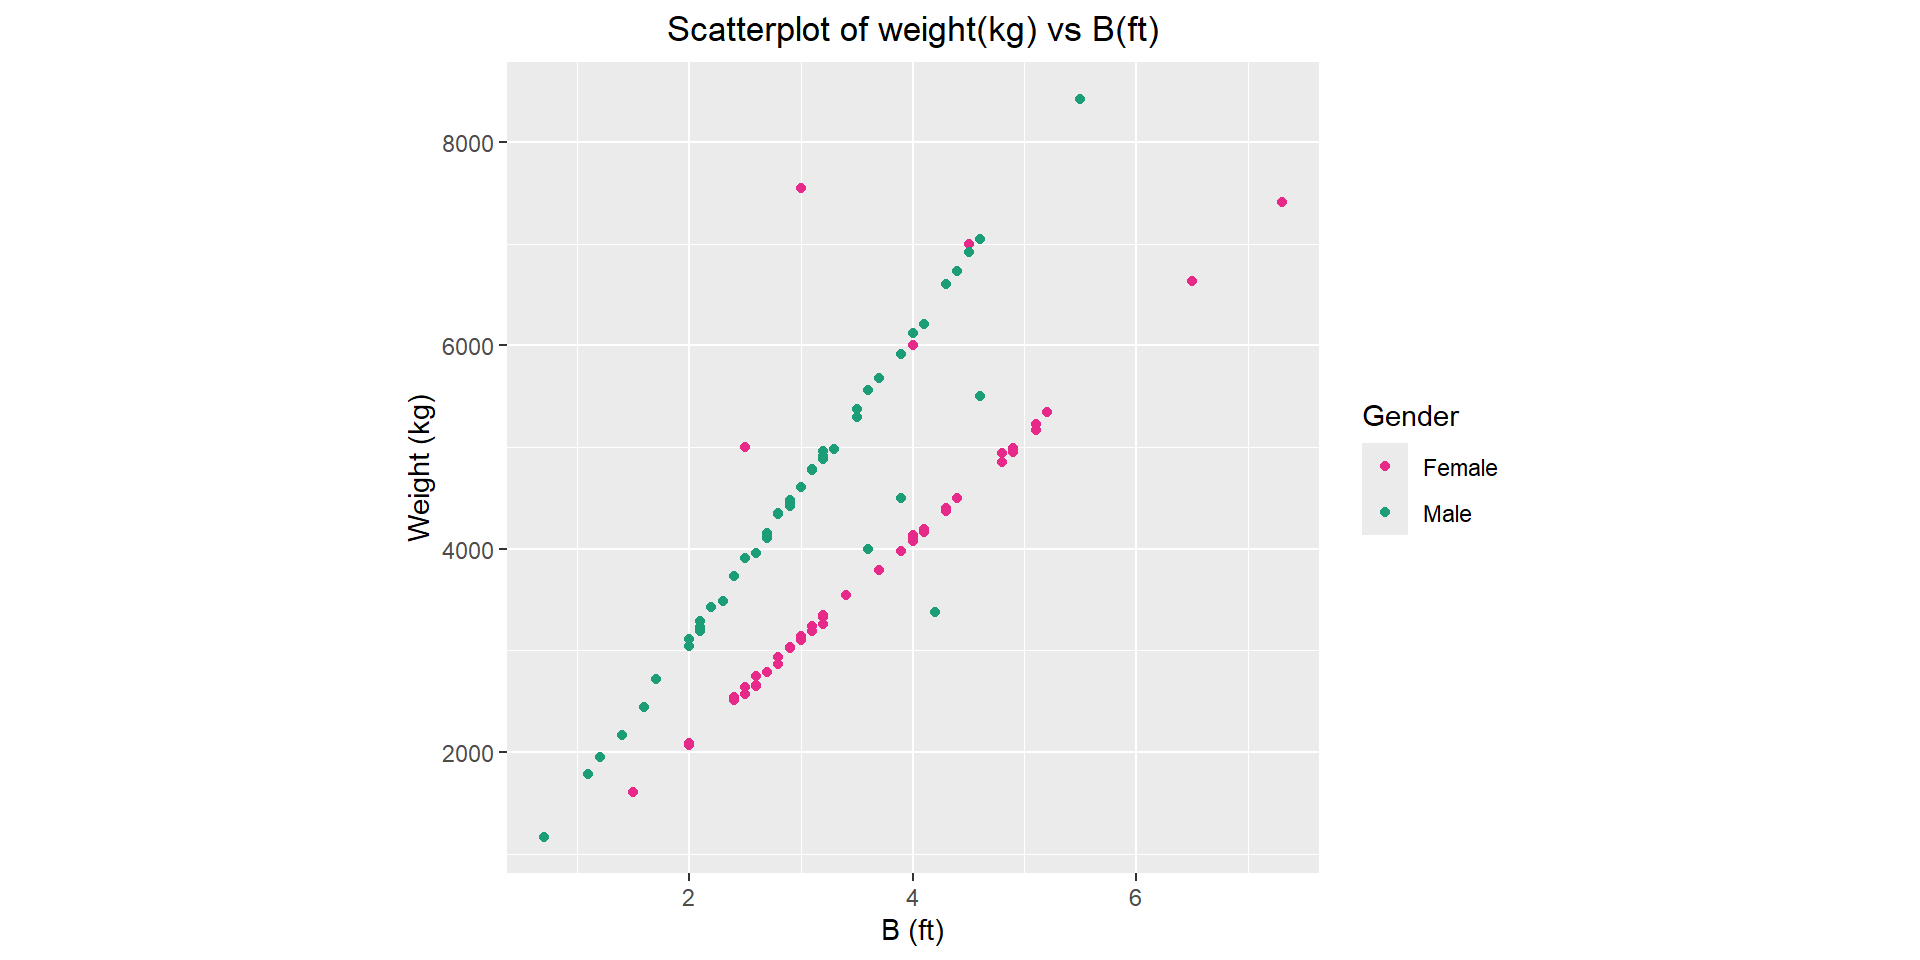 Scatterplot of weight(kg) vs B(ft)
8000
6000
4000
2000
Weight (kg)
2 4 6
B (ft)
Gender
Female
Male